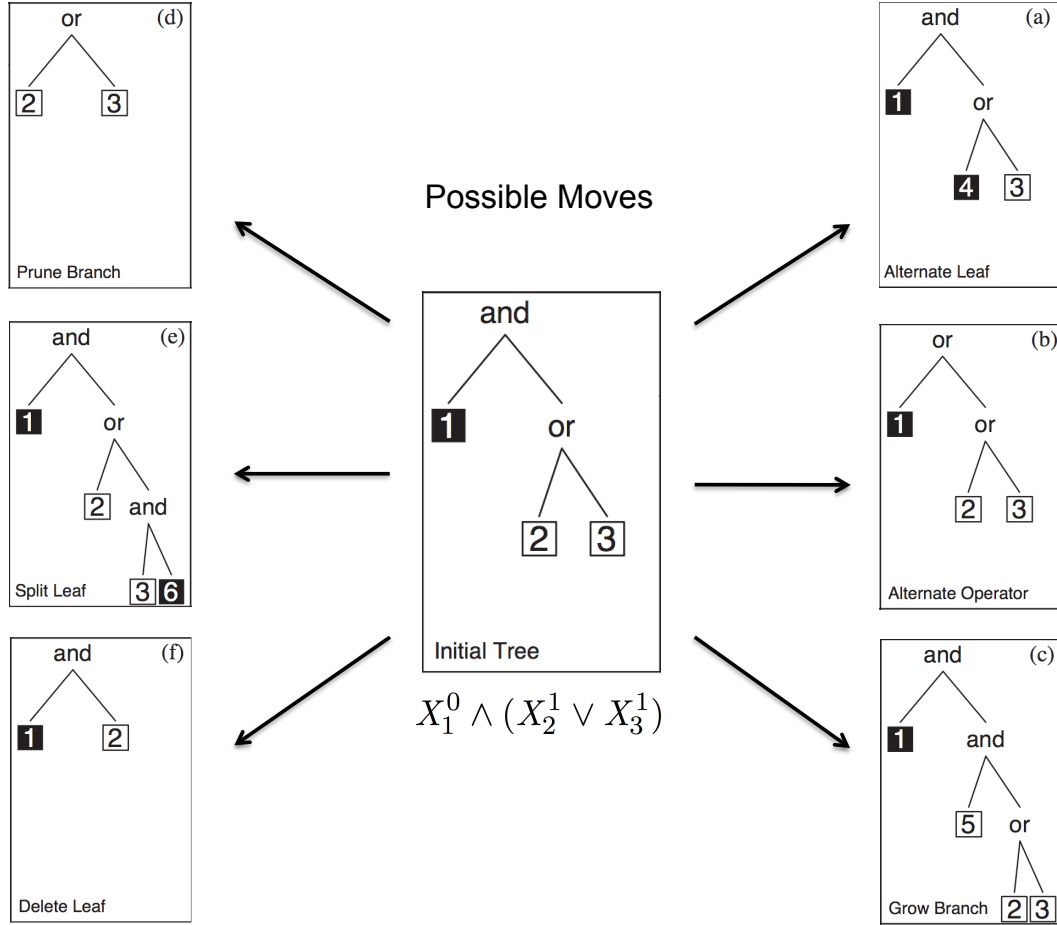 or (d)
2 3
Prune Branch
and (e)
1 or
2 and
3 6
Split Leaf
and (f)
1 2
Delete Leaf
Possible Moves
and
1 or
2 3
Initial Tree
X_1^0 ∧ (X_2^1 ∨ X_3^1)
and (a)
1 or
4 3
Alternate Leaf
or (b)
1 or
2 3
Alternate Operator
and (c)
1 and
5 or
2 3
Grow Branch